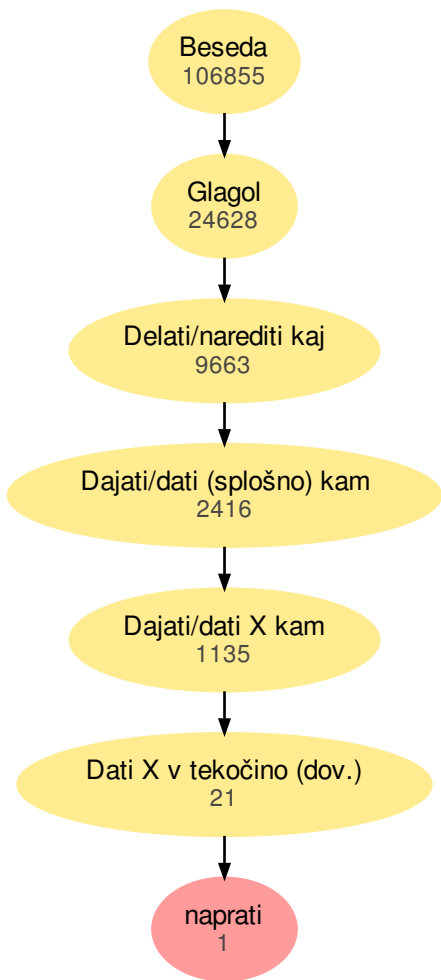 Beseda
106855
Glagol
24628
Delati/narediti kaj
9663
Dajati/dati (splošno) kam
2416
Dajati/dati X kam
1135
Dati X v tekočino (dov.)
21
naprati
1